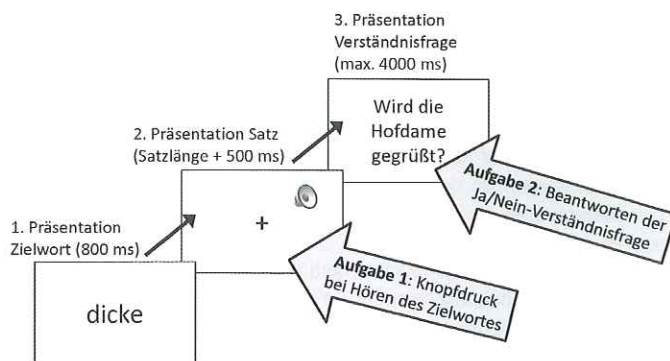 3. Präsentation
Verständnisfrage
(max. 4000 ms)
Wird die
Hofdame
gegrüßt?
2. Präsentation Satz
(Satzlänge + 500 ms)
Aufgabe 2: Beantworten der
Ja/Nein-Verständnisfrage
+
1. Präsentation
Zielwort (800 ms)
Aufgabe 1: Knopfdruck
bei Hören des Zielwortes
dicke